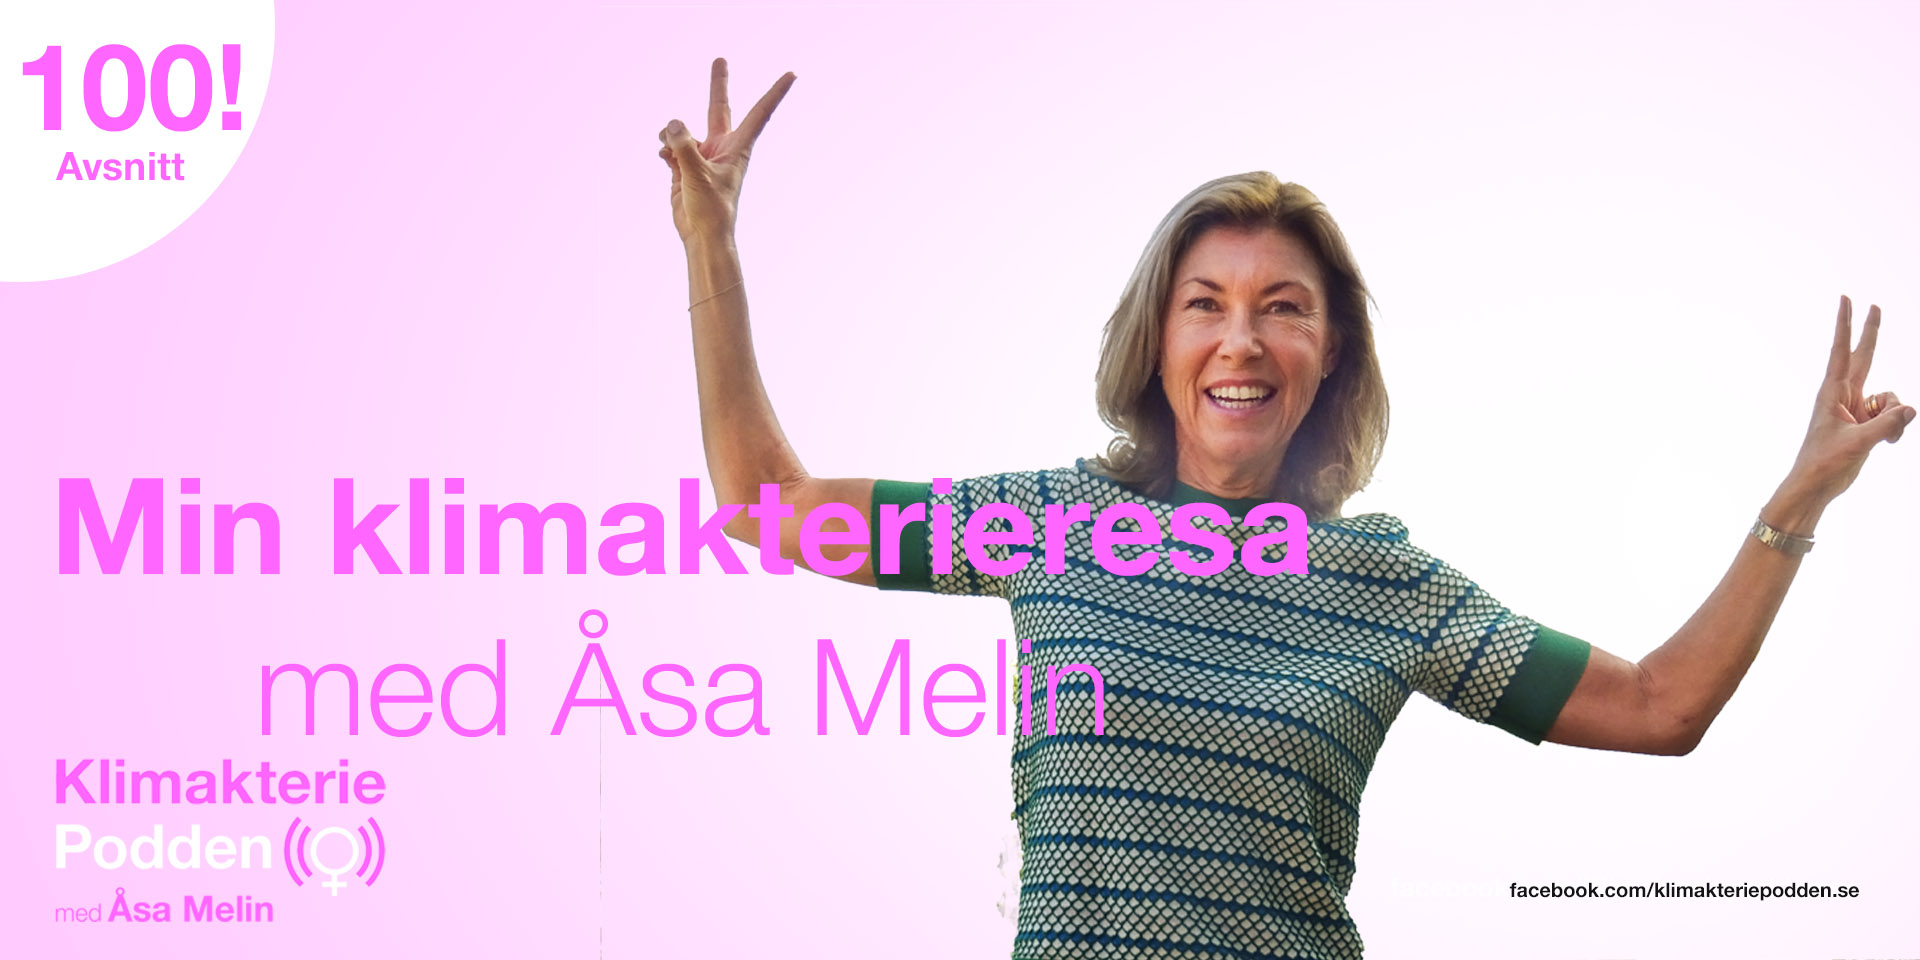 100!
Avsnitt
Min klimakterieresa
med Åsa Melin
Klimakterie
Podden
med Åsa Melin
facebook.com/klimakteriepodden.se